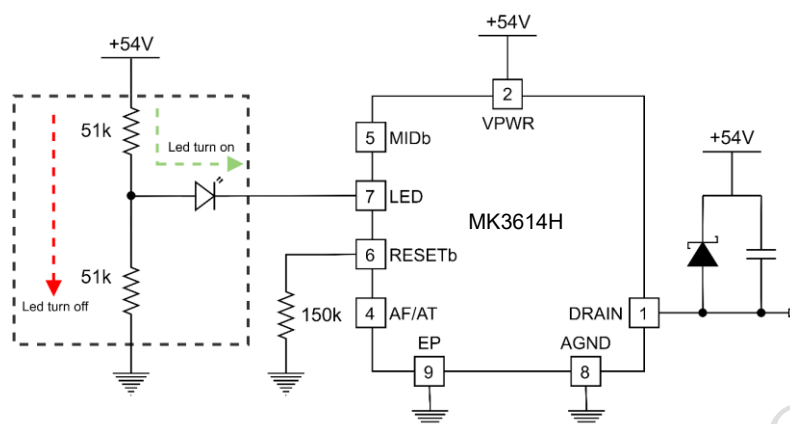 +54V
+54V
2
VPWR
51k
Led turn on
5
MIDb
+54V
7
LED
MK3614H
6
RESETb
51k
Led turn off
150k
4
AF/AT
DRAIN
1
EP
AGND
9
8